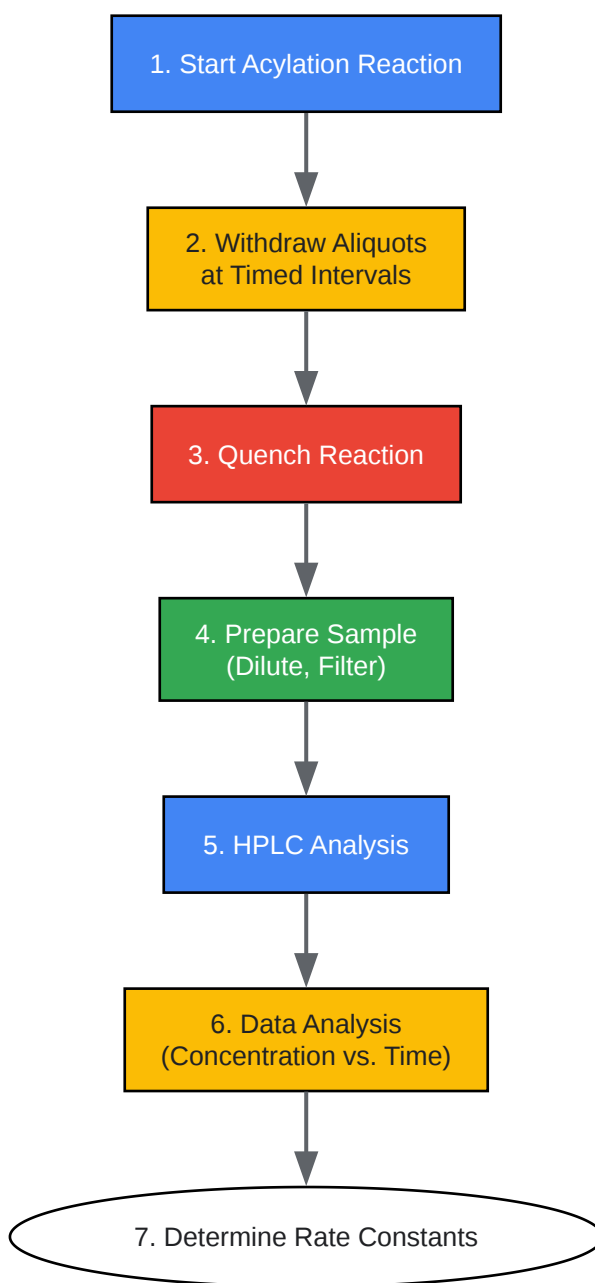 1. Start Acylation Reaction
2. Withdraw Aliquots
at Timed Intervals
3. Quench Reaction
4. Prepare Sample
(Dilute, Filter)
5. HPLC Analysis
6. Data Analysis
(Concentration vs. Time)
7. Determine Rate Constants